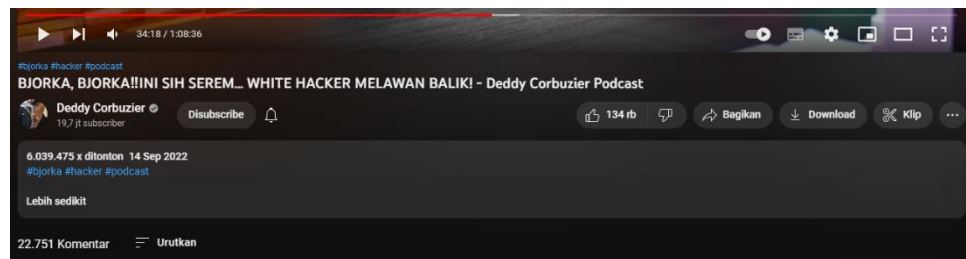 34:18 / 1:08:36
#bjorka #hacker #podcast
BJORKA, BJORKA!!INI SIH SEREM... WHITE HACKER MELAWAN BALIK! - Deddy Corbuzier Podcast
Deddy Corbuzier
19,7 jt subscriber
Disubscribe
134 rb
Bagikan
Download
Klip
6.039.475 x ditonton 14 Sep 2022
#bjorka #hacker #podcast
Lebih sedikit
22.751 Komentar
Urutkan